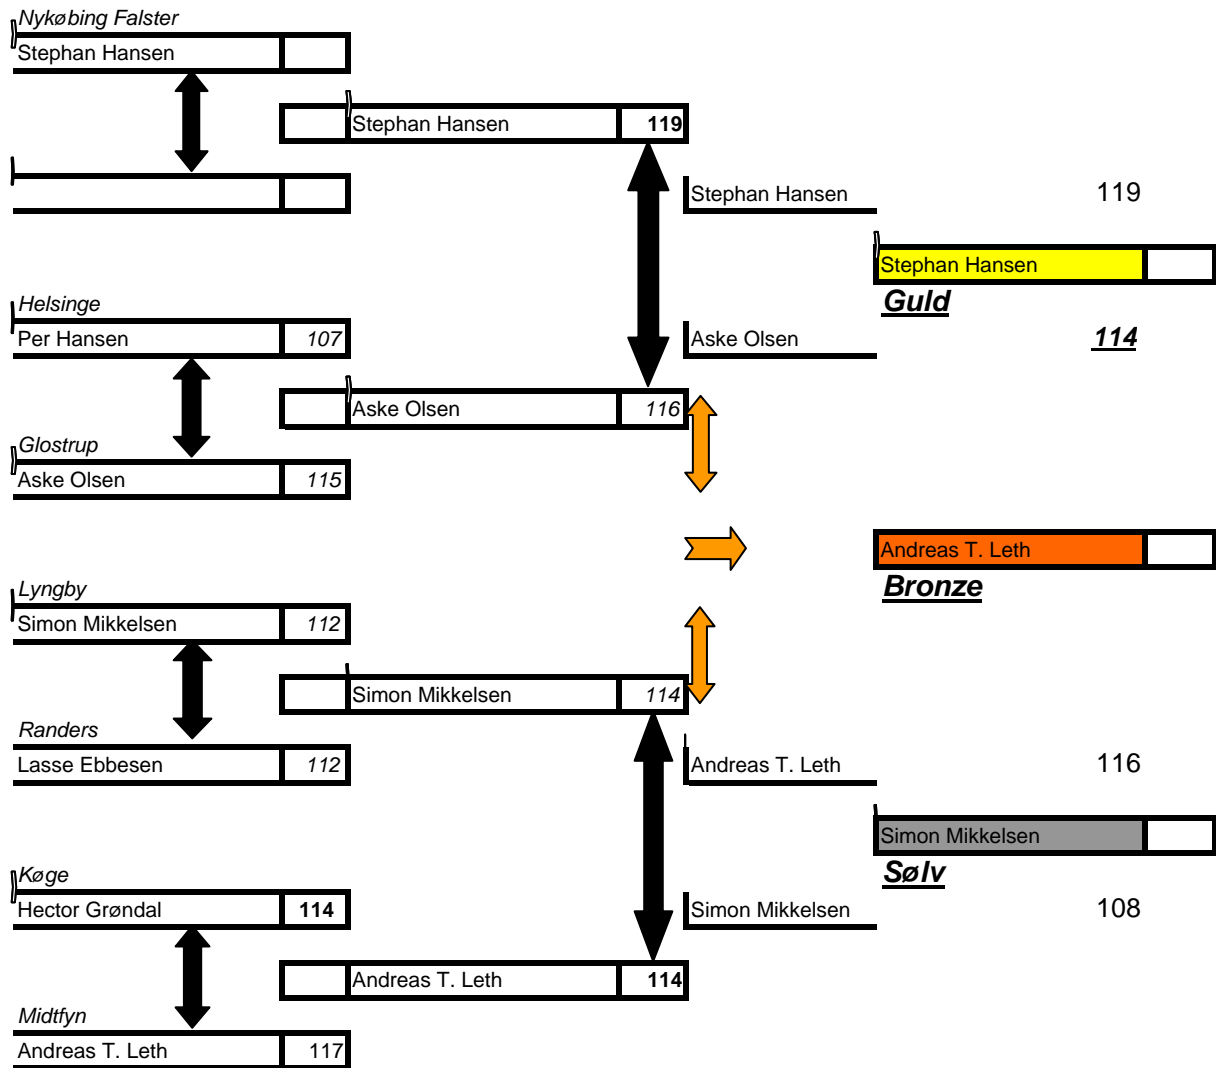 Nykøbing Falster
Stephan Hansen
Stephan Hansen 119
Stephan Hansen 119
Stephan Hansen
Guld
Helsinge
Per Hansen 107
Aske Olsen 114
Aske Olsen 116
Glostrup
Aske Olsen 115
Andreas T. Leth
Bronze
Lyngby
Simon Mikkelsen 112
Simon Mikkelsen 114
Randers
Lasse Ebbesen 112
Andreas T. Leth 116
Simon Mikkelsen
Sølv
Køge
Hector Grøndal 114
Simon Mikkelsen 108
Andreas T. Leth 114
Midtfyn
Andreas T. Leth 117